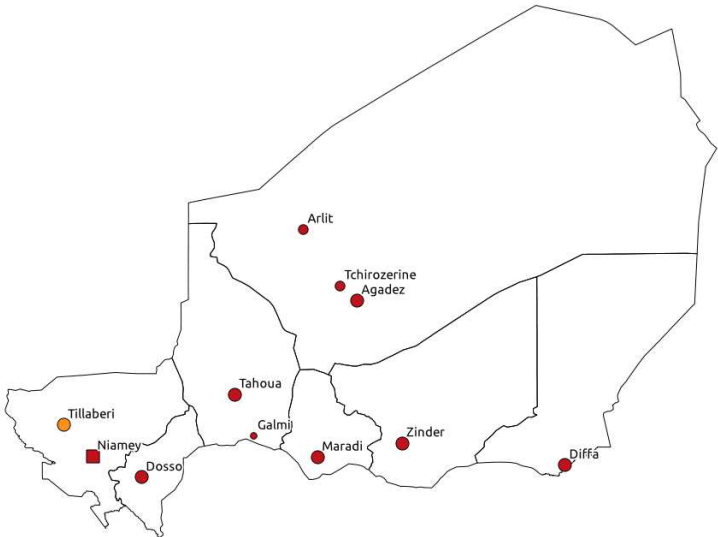 Arlit
Tchirozerine
Agadez
Tahoua
Tillaberi
Galmi
Zinder
Niamey
Maradi
Diffa
Dosso